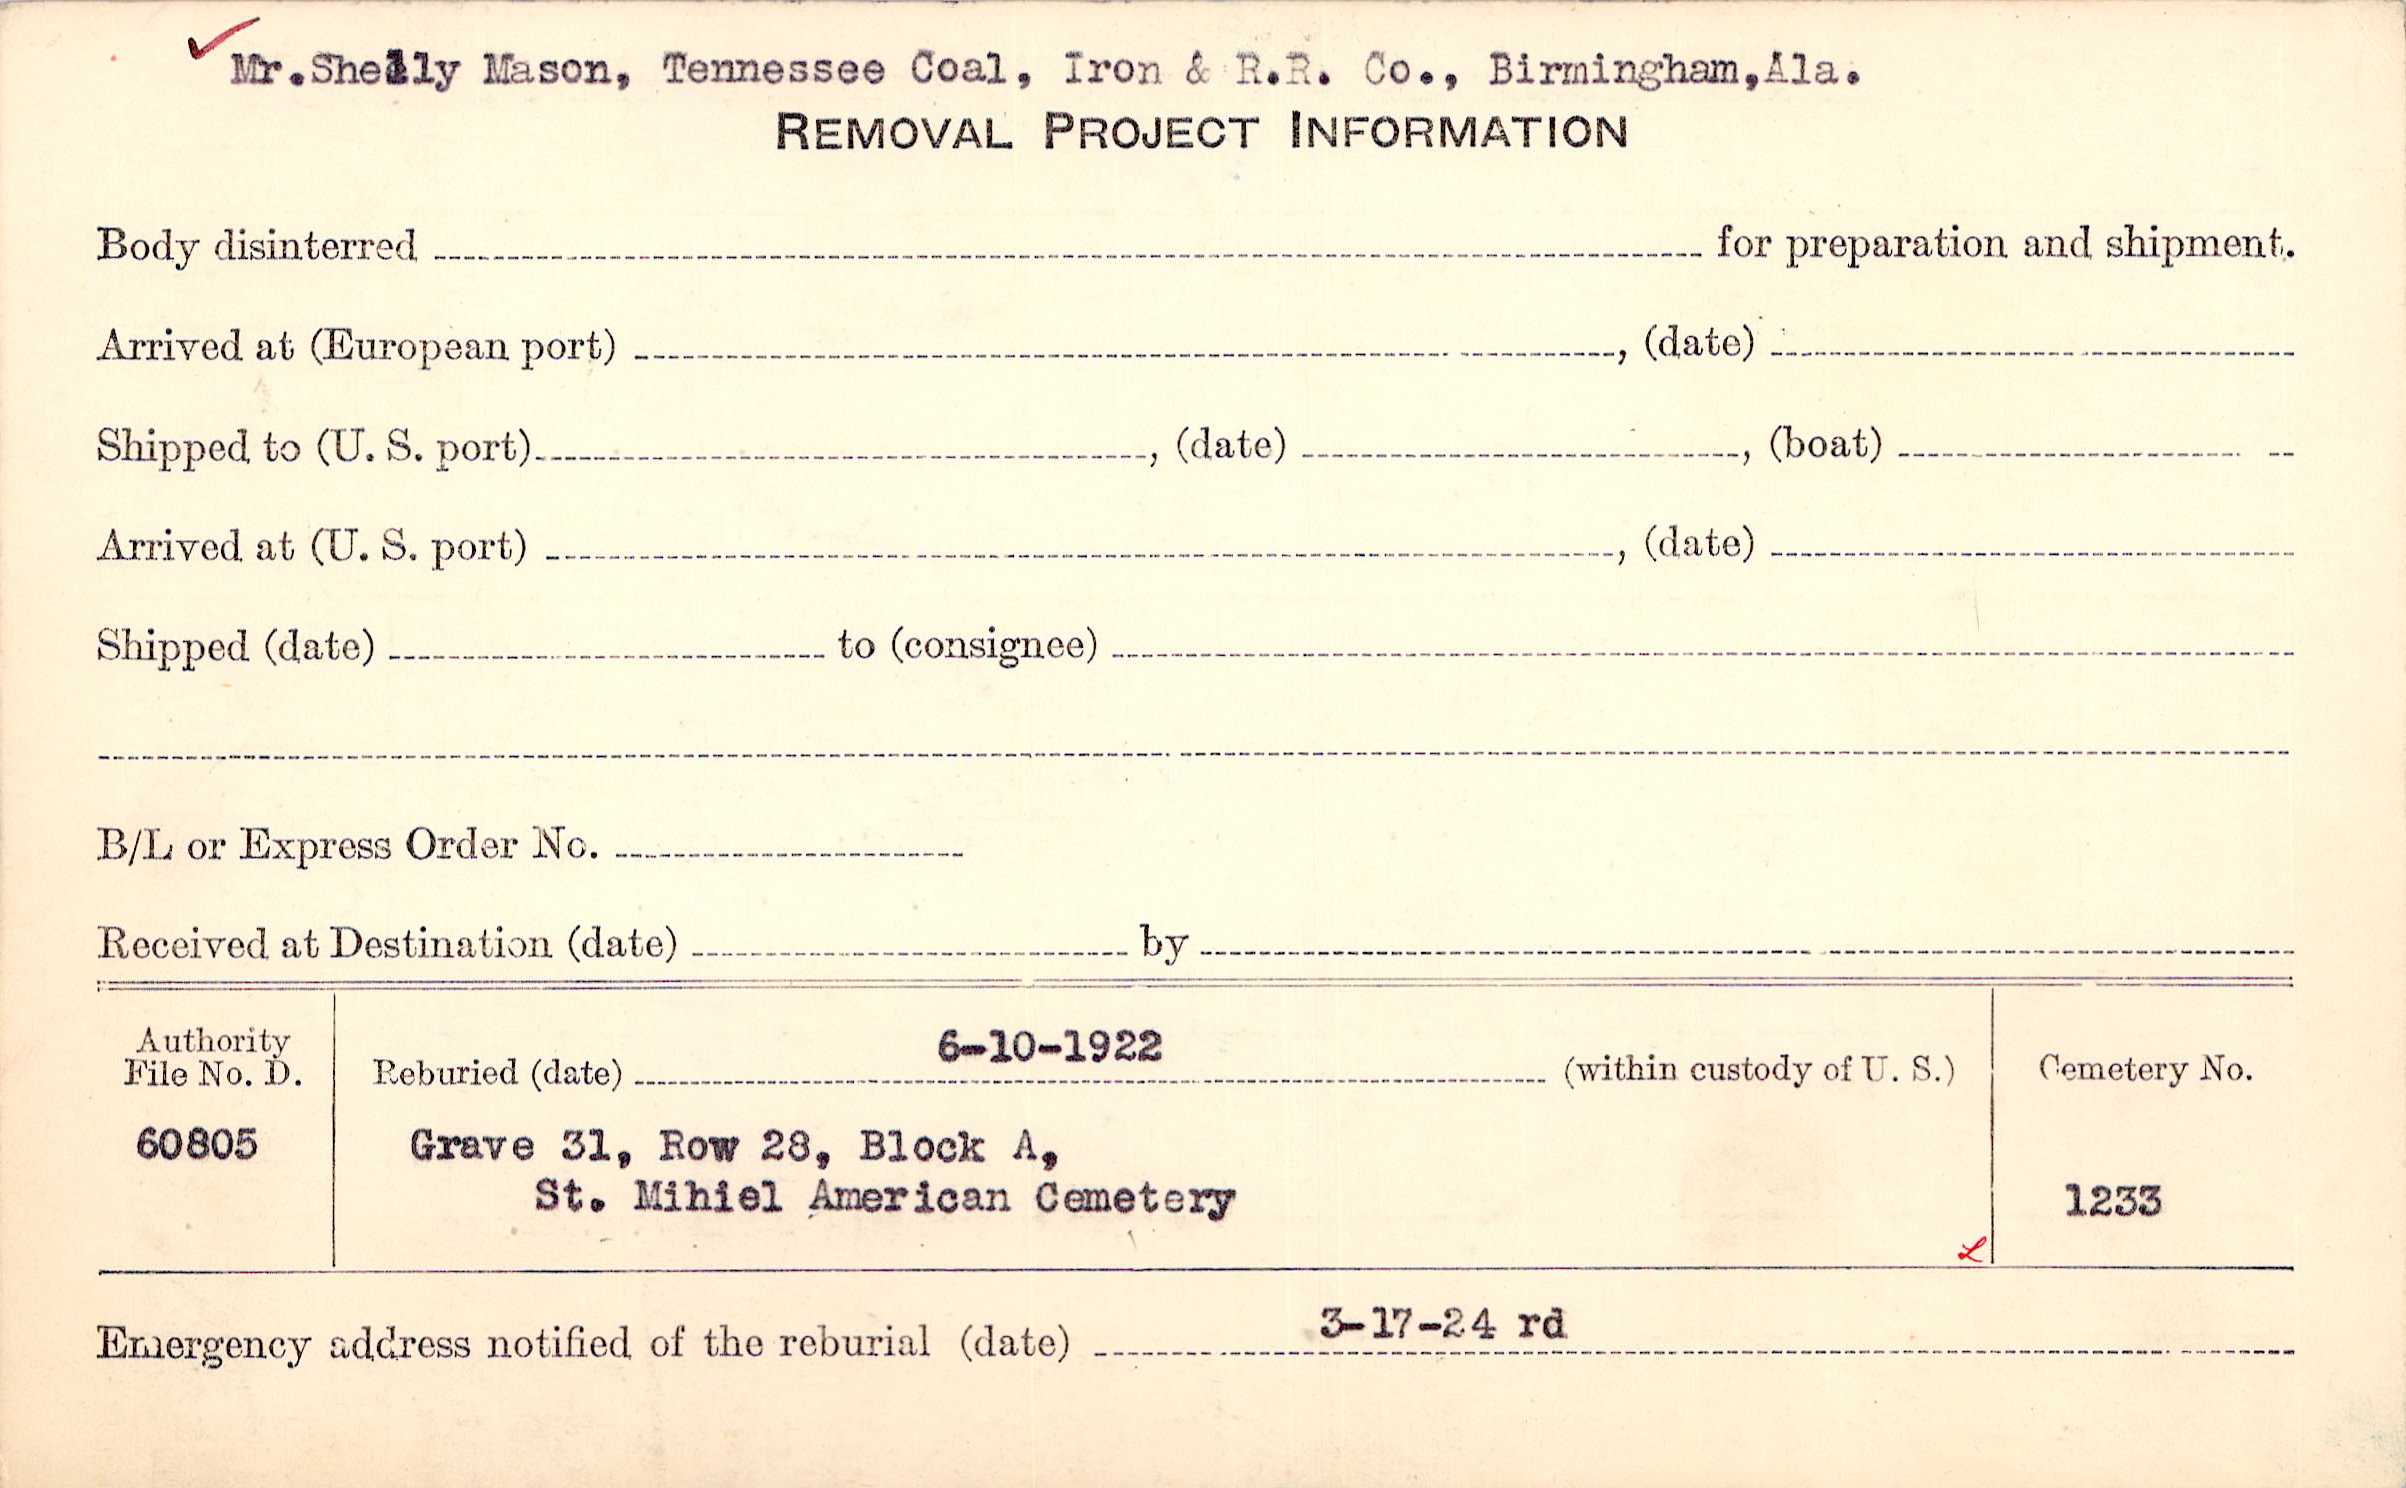 Mr.Shelly Mason, Tennessee Coal, Iron & R.R. Co., Birmingham,Ala.
REMOVAL PROJECT INFORMATION
Body disinterred for preparation and shipment.
Arrived at (European port) , (date)
Shipped to (U. S. port) , (date) , (boat)
Arrived at (U. S. port) , (date)
Shipped (date) to (consignee)
B/L or Express Order No.
Received at Destination (date) by
Authority
File No. D.
60805
Reburied (date) 6-10-1922 (within custody of U. S.)
Grave 31, Row 28, Block A,
St. Mihiel American Cemetery
Cemetery No.
1233
Emergency address notified of the reburial (date) 3-17-24 rd